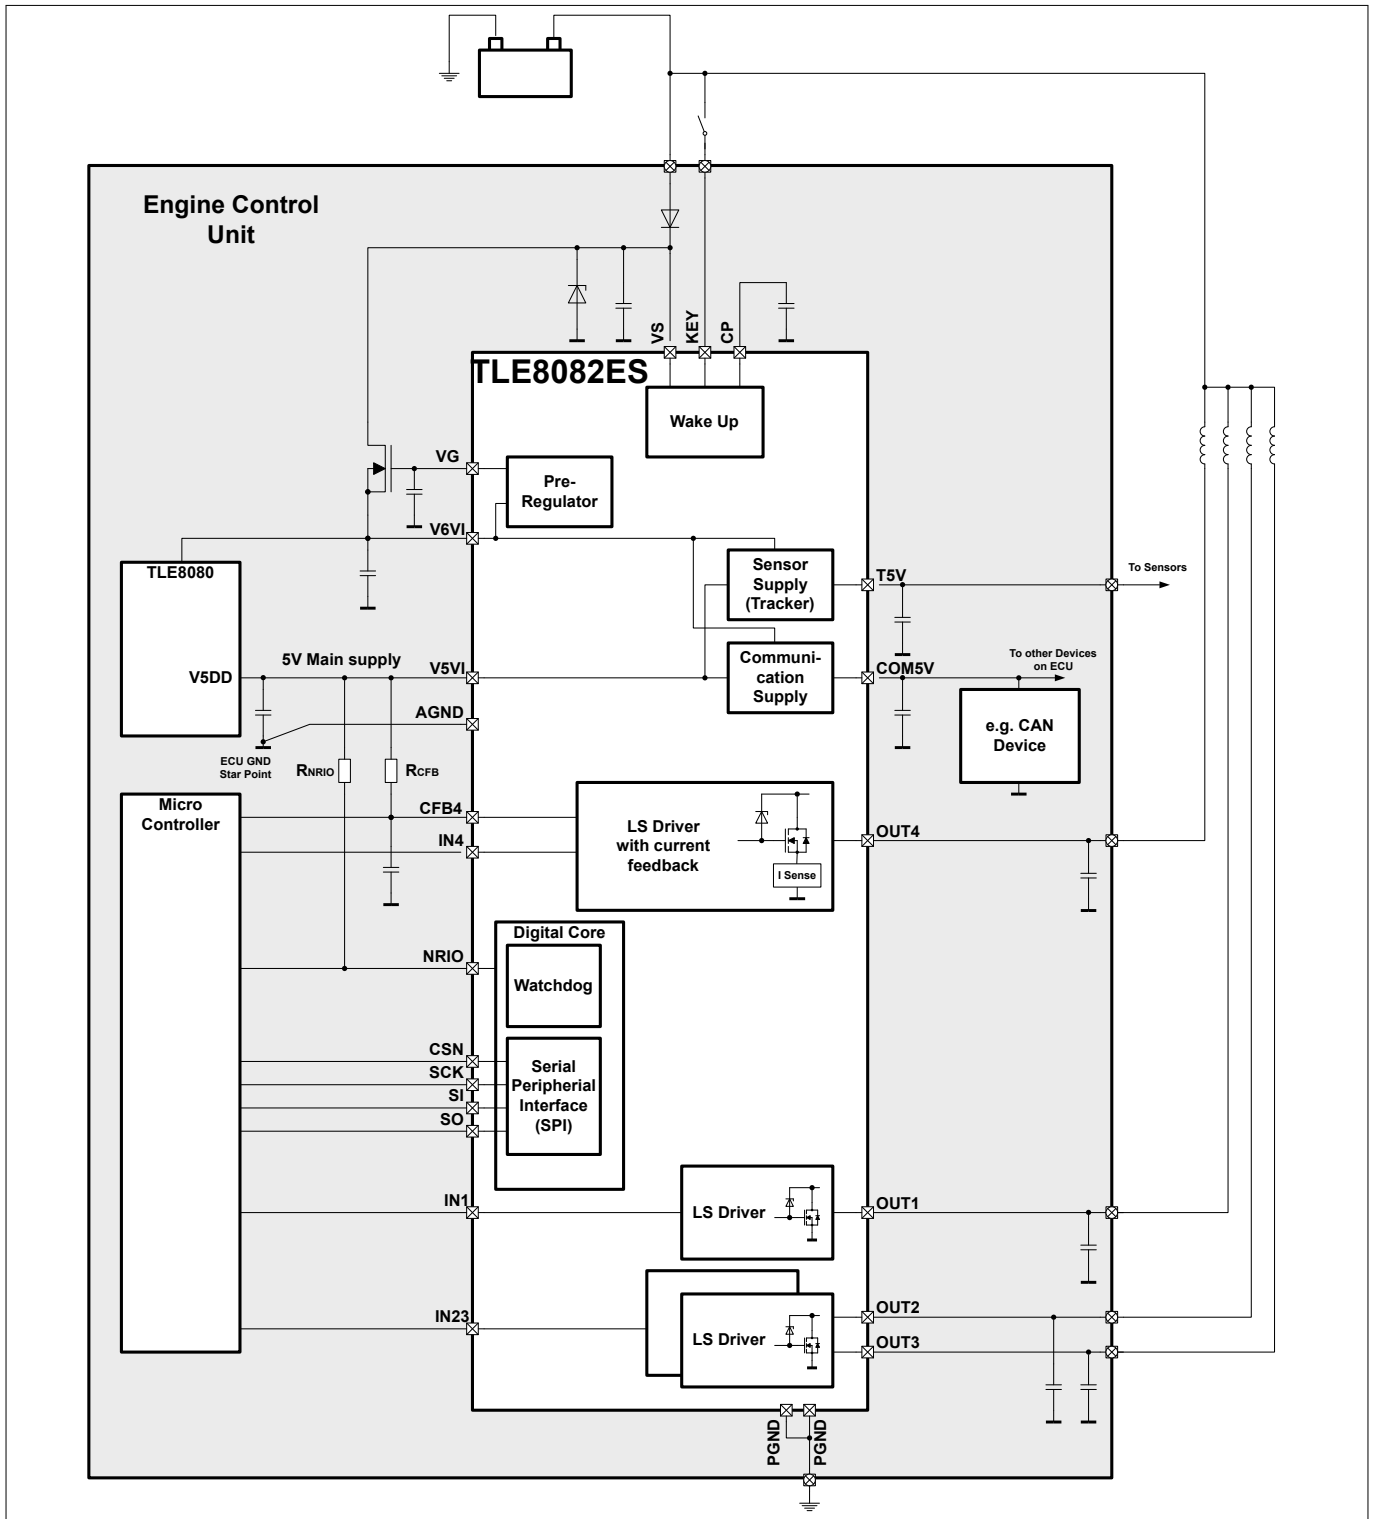 Engine Control
Unit
VS
KEY
CP
TLE8082ES
Wake Up
VG
Pre-
Regulator
V6VI
TLE8080
Sensor
Supply
(Tracker)
T5V
To Sensors
5V Main supply
V5DD
V5VI
Communi-
cation
Supply
COM5V
To other Devices
on ECU
AGND
e.g. CAN
Device
ECU GND
Star Point
RNRIO
RCFB
Micro
Controller
CFB4
IN4
LS Driver
with current
feedback
I Sense
OUT4
Digital Core
NRIO
Watchdog
CSN
SCK
SI
SO
Serial
Peripherial
Interface
(SPI)
IN1
LS Driver
OUT1
IN23
LS Driver
OUT2
OUT3
PGND
PGND